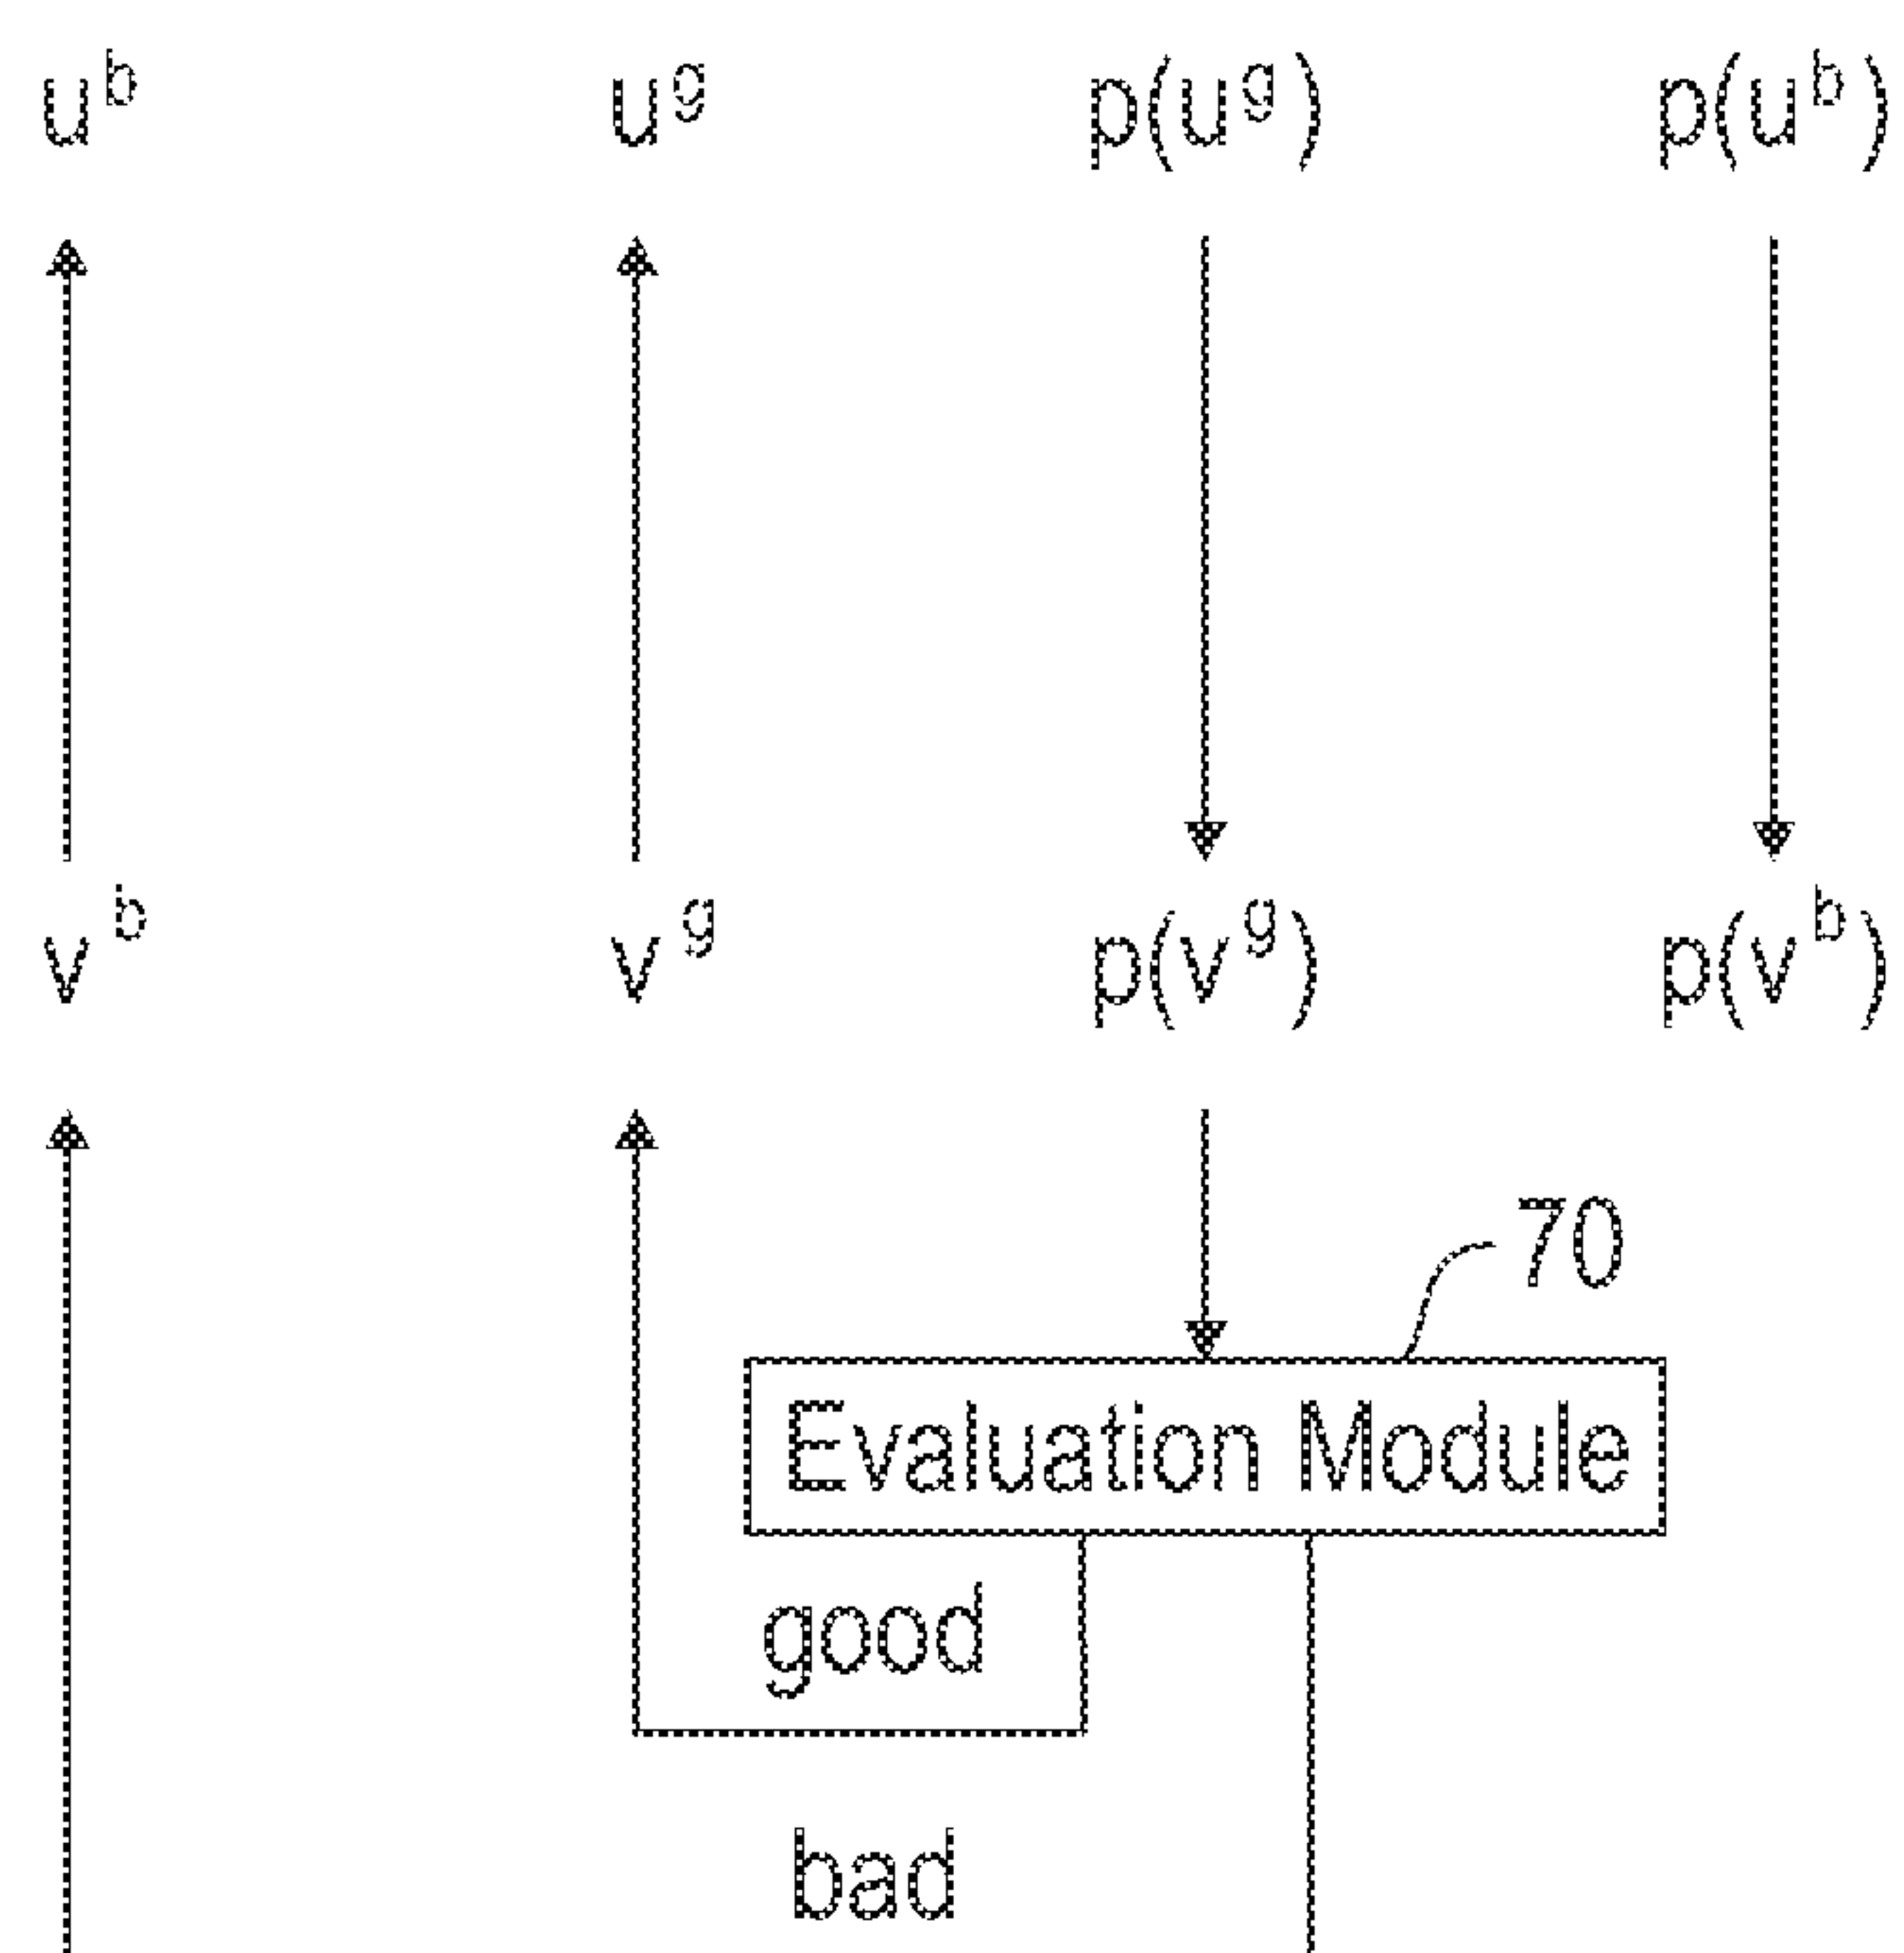 u^b u^g p(u^g) p(u^b)
v^b v^g p(v^g) p(v^b)
70
Evaluation Module
good
bad